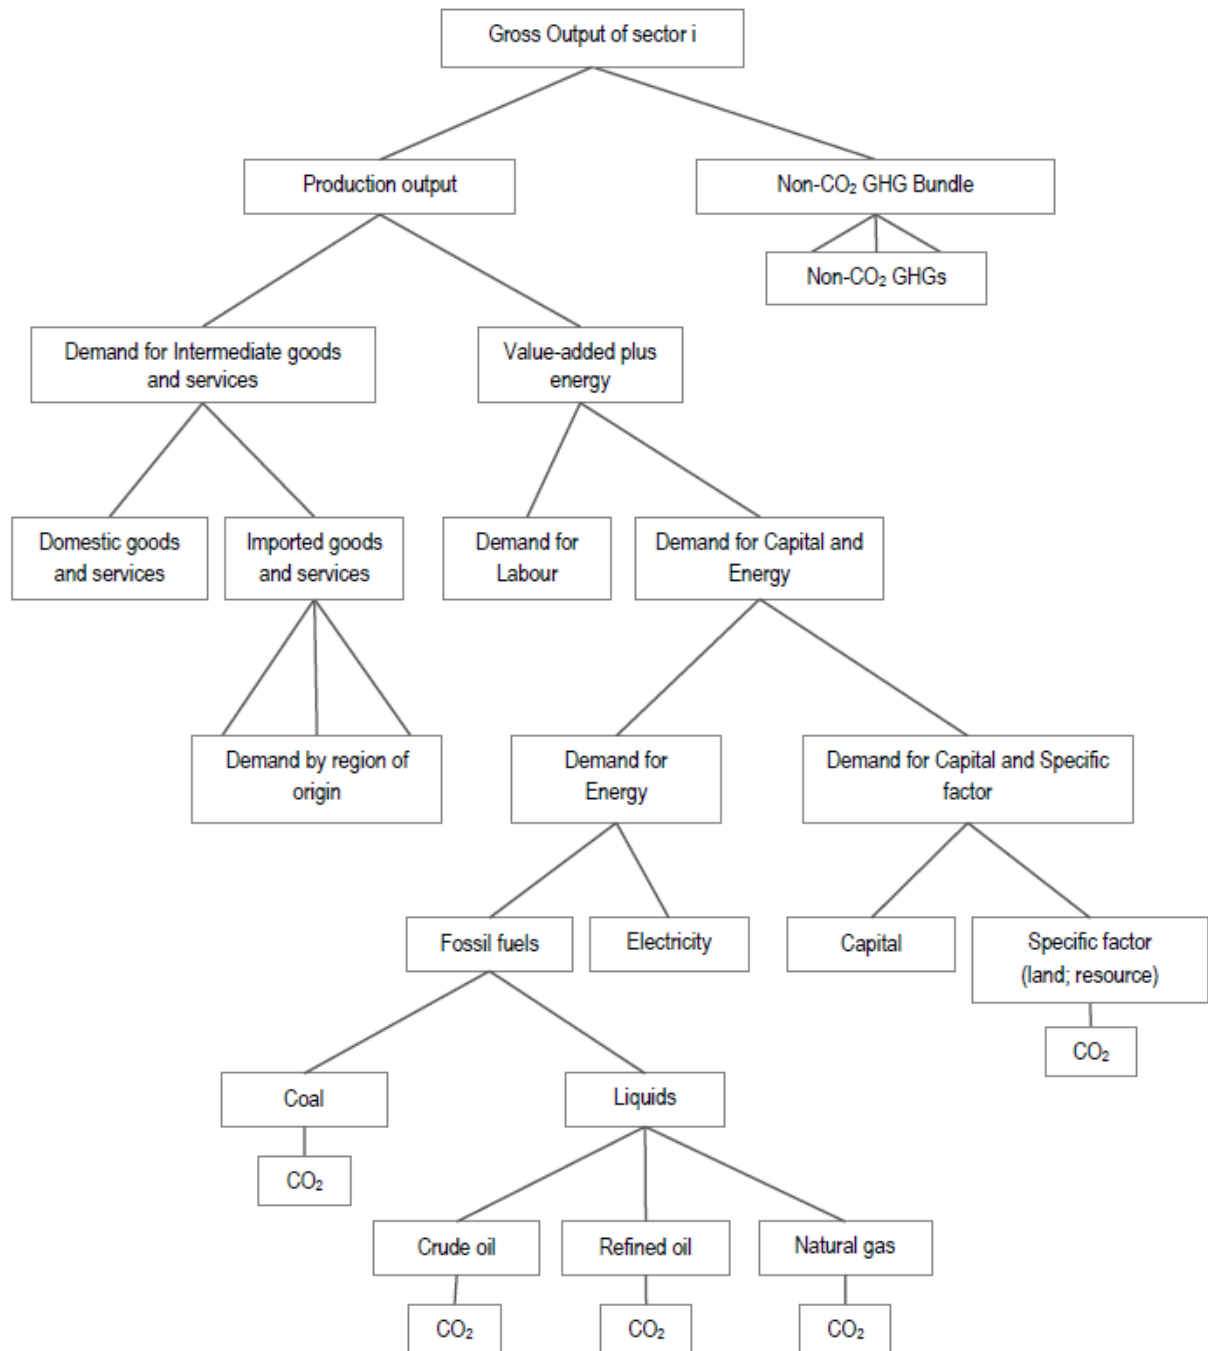 Gross Output of sector i
Production output
Non-CO₂ GHG Bundle
Non-CO₂ GHGs
Demand for Intermediate goods
and services
Value-added plus
energy
Domestic goods
and services
Imported goods
and services
Demand for
Labour
Demand for Capital and
Energy
Demand by region of
origin
Demand for
Energy
Demand for Capital and Specific
factor
Fossil fuels
Electricity
Capital
Specific factor
(land; resource)
CO₂
Coal
Liquids
CO₂
Crude oil
Refined oil
Natural gas
CO₂
CO₂
CO₂